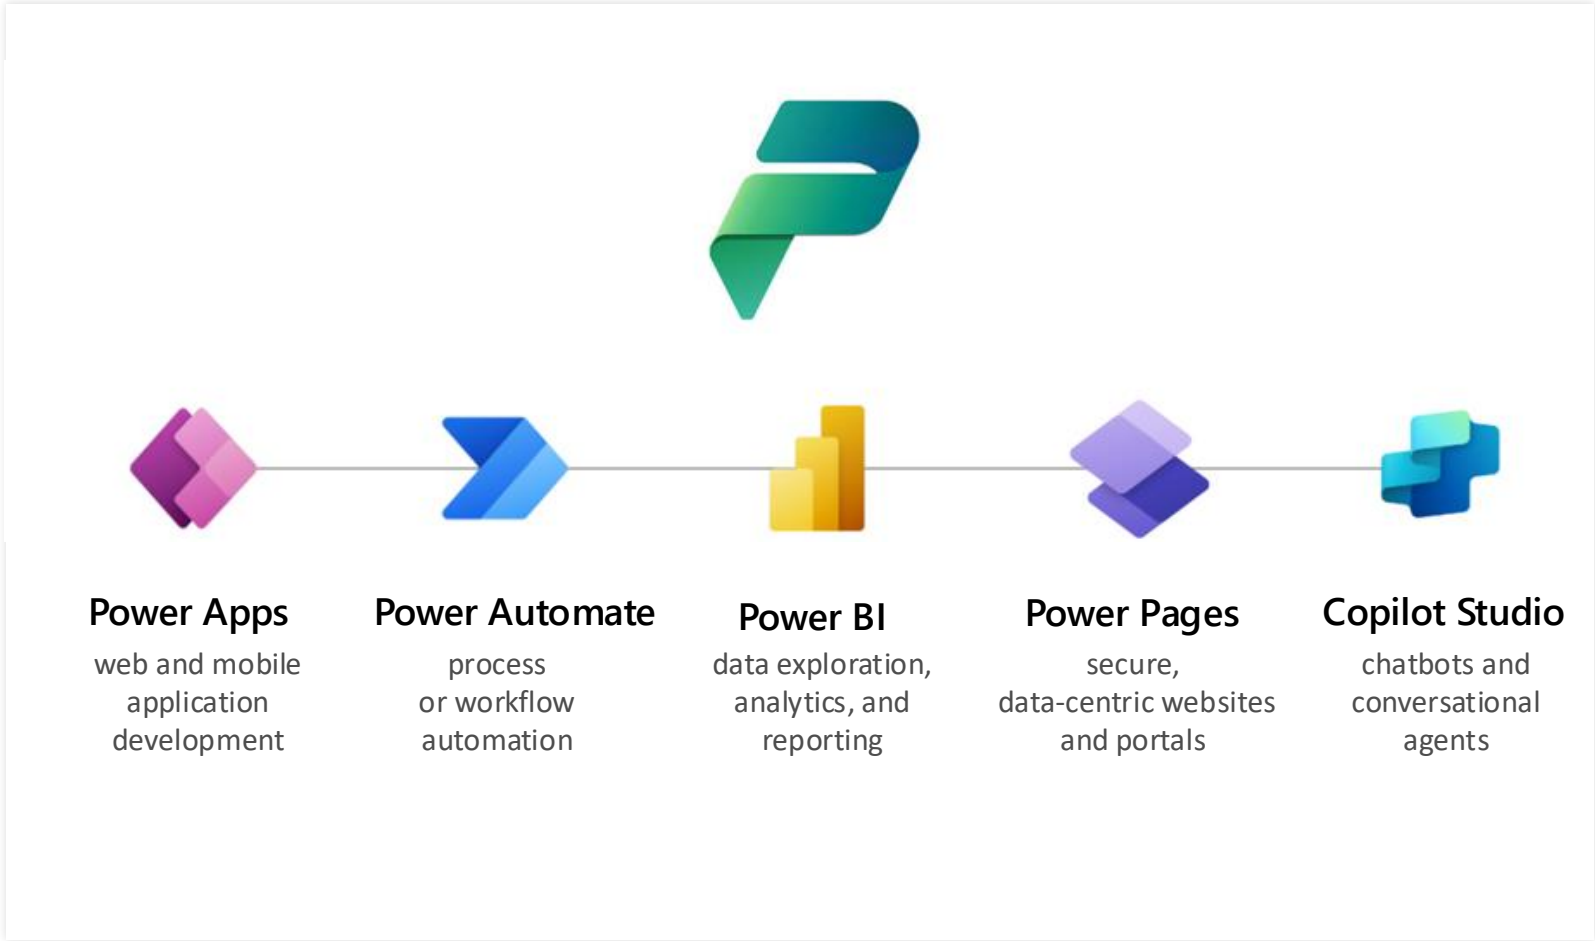 Power Apps
web and mobile
application
development
Power Automate
process
or workflow
automation
Power BI
data exploration,
analytics, and
reporting
Power Pages
secure,
data-centric websites
and portals
Copilot Studio
chatbots and
conversational
agents